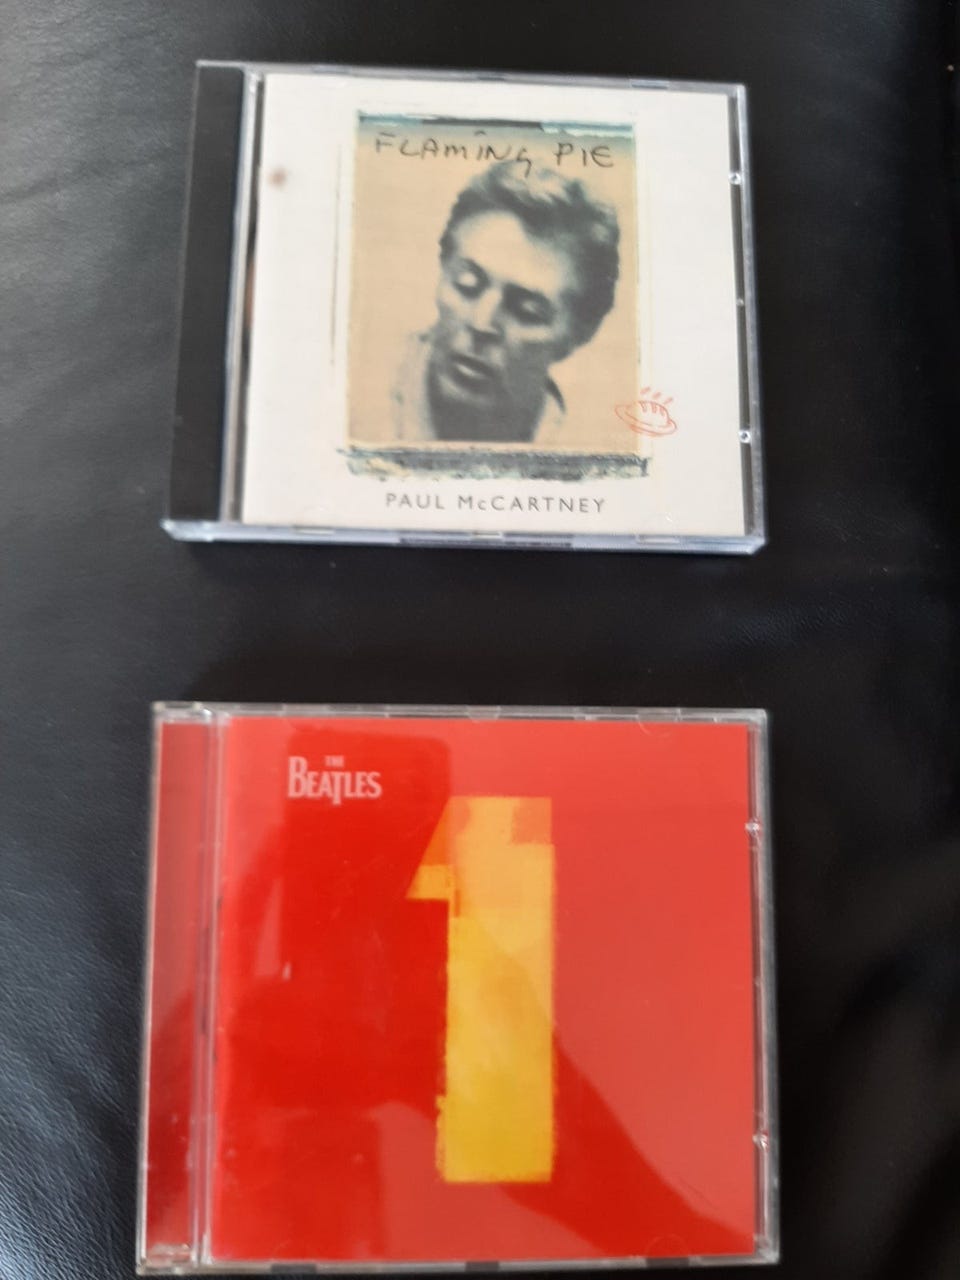 FLAMING PIE
PAUL McCARTNEY
THE
BEATLES
1